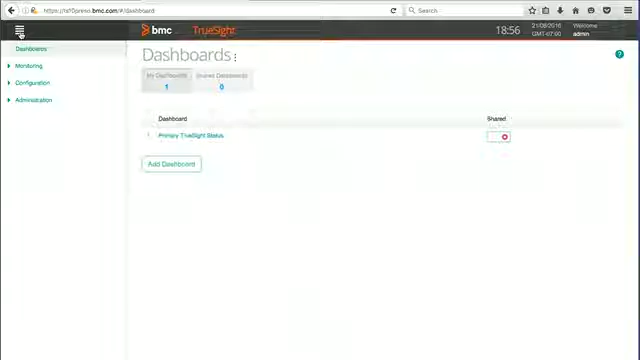 https://ts10preso.bmc.com/#/dashboard
Search
bmc TrueSight
18:56
21/08/2016
GMT-07:00
Welcome
admin
Dashboards
Monitoring
Configuration
Administration
Dashboards
My Dashboards
1
Shared Dashboards
0
Dashboard Shared
Primary TrueSight Status
Add Dashboard